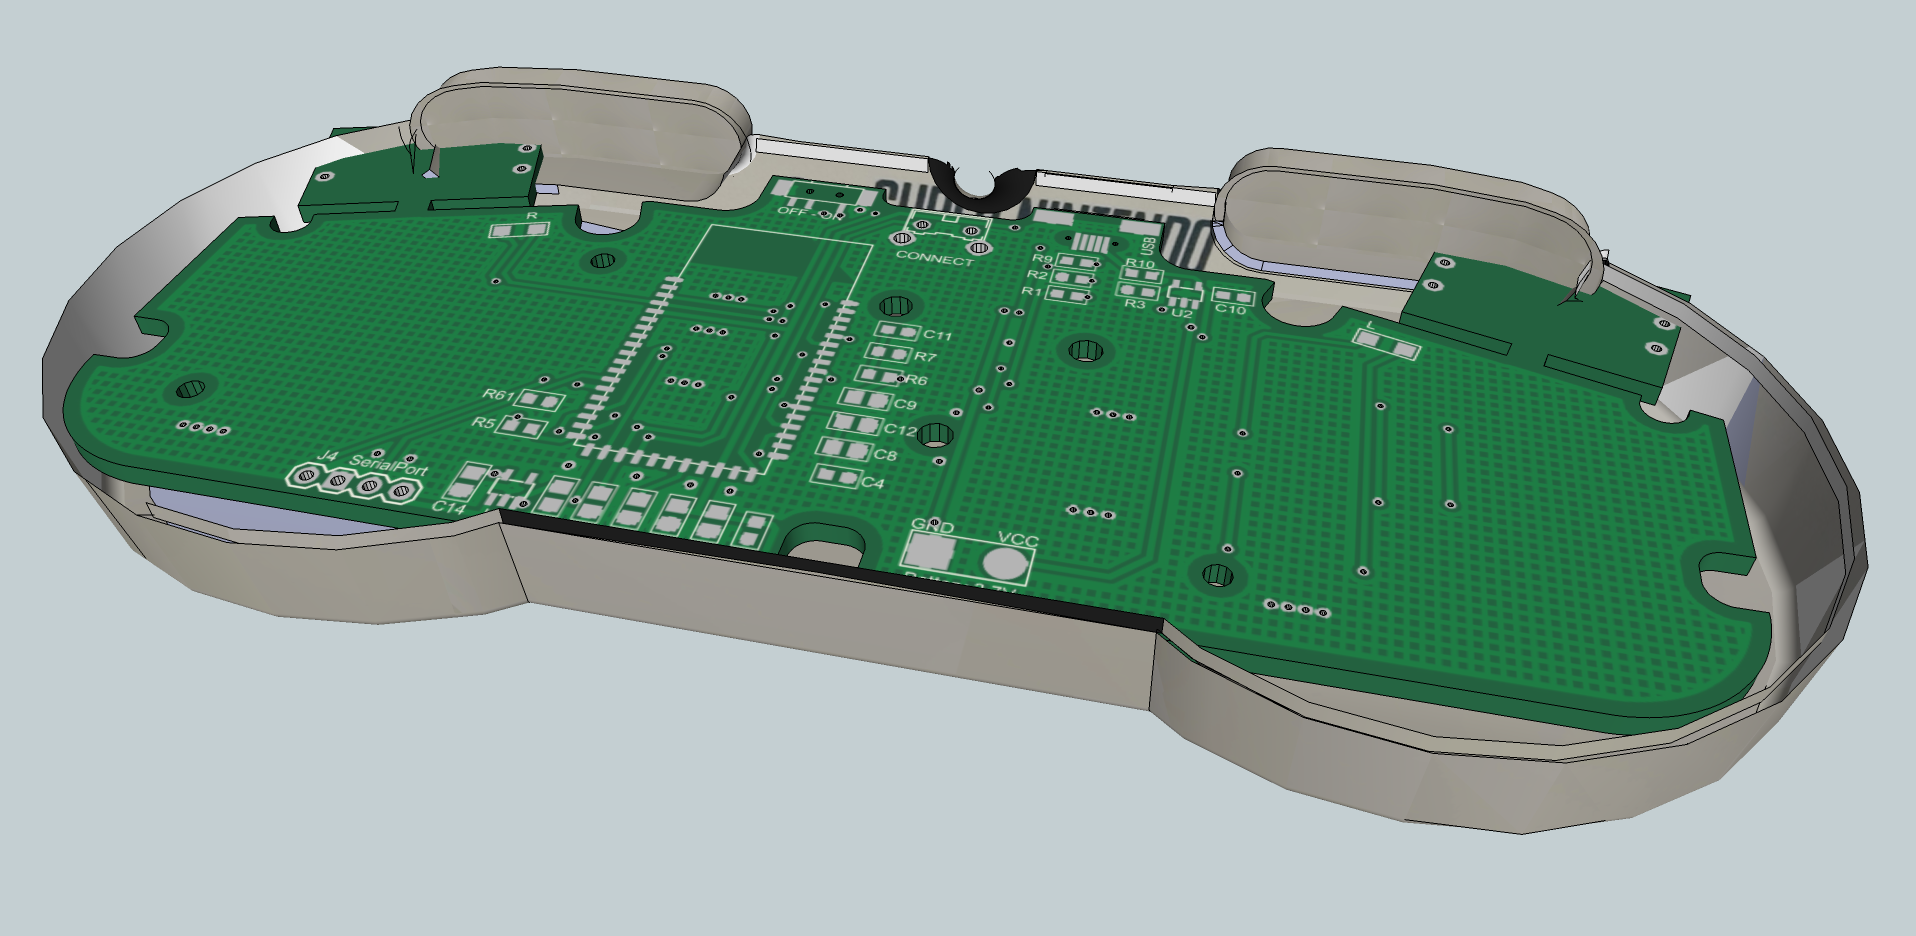 R
OFF - ON
CONNECT
USB
R9
R10
R2
R1
R3
U2
C10
L
C11
R7
R6
C9
C12
C8
C4
R61
R5
J4 SerialPort
C14
GND
VCC